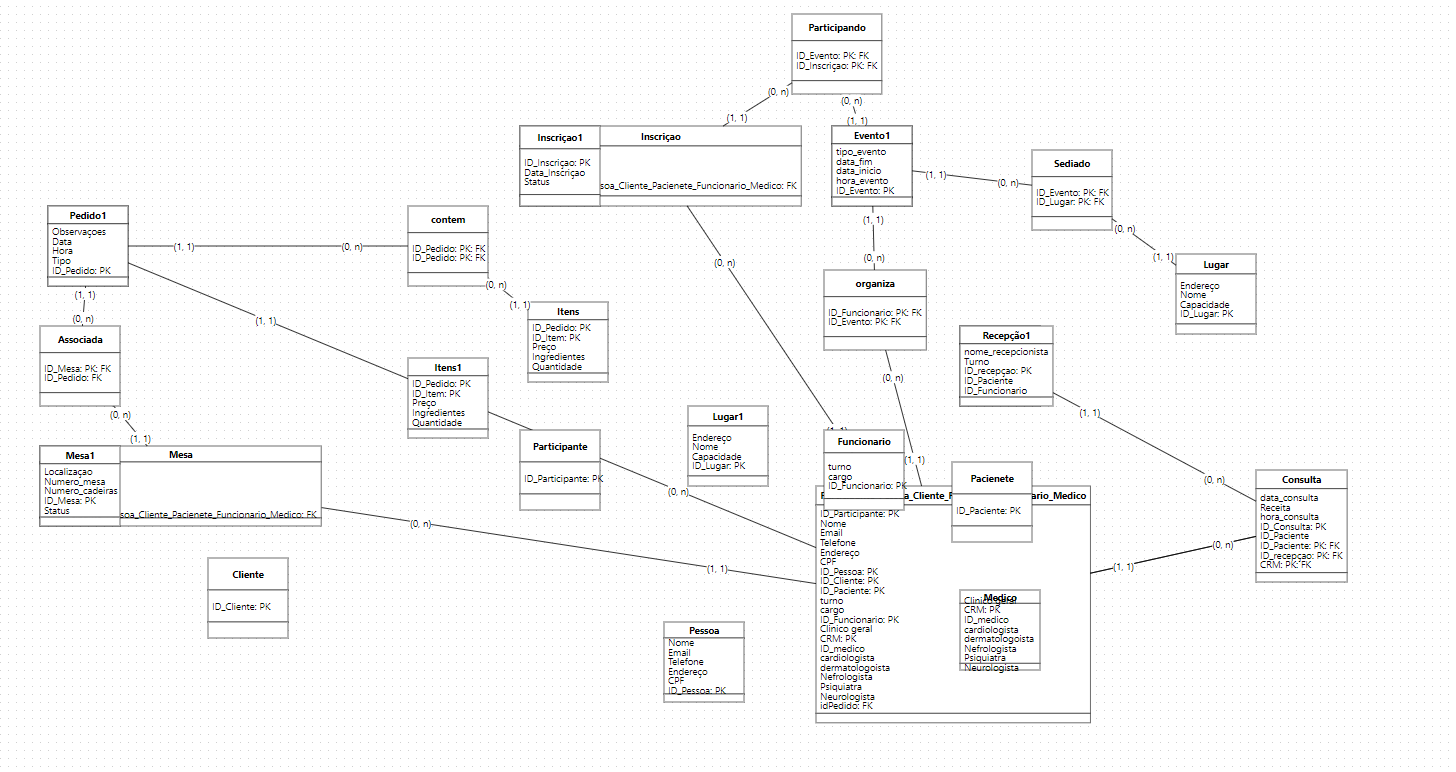 Participando
ID_Evento: PK: FK
ID_Inscriçao: PK: FK
(0, n)
(0, n)
(1, 1)
(1, 1)
Inscriçao1
ID_Inscriçao: PK
Data_inscriçao
Status
Inscriçao
soa_Cliente_Pacienete_Funcionario_Medico: FK
Evento1
tipo_evento
data_fim
data_inicio
hora_evento
ID_Evento: PK
(1, 1)
(0, n)
Sediado
ID_Evento: PK: FK
ID_Lugar: PK: FK
(0, n)
(1, 1)
Lugar
Endereço
Nome
Capacidade
ID_Lugar: PK
Pedido1
Observaçoes
Data
Hora
Tipo
ID_Pedido: PK
(1, 1)
(0, n)
contem
ID_Pedido: PK: FK
ID_Pedido: PK: FK
(0, n)
(1, 1)
Itens
ID_Pedido: PK
ID_Item: PK
Preço
Ingredientes
Quantidade
(1, 1)
(0, n)
organiza
ID_Funcionario: PK: FK
ID_Evento: PK: FK
(0, n)
(0, n)
(1, 1)
(1, 1)
(0, n)
Associada
ID_Mesa: PK: FK
ID_Pedido: FK
(0, n)
(1, 1)
(1, 1)
Itens1
ID_Pedido: PK
ID_Item: PK
Preço
Ingredientes
Quantidade
Recepção1
nome_recepcionista
Turno
ID_recepçao: PK
ID_Paciente
ID_Funcionario
(1, 1)
(0, n)
Lugar1
Endereço
Nome
Capacidade
ID_Lugar: PK
Participante
ID_Participante: PK
(0, n)
Funcionario
turno
cargo
ID_Funcionario: PK
Pacienete
ID_Paciente: PK
Mesa1
Localizaçao
Numero_mesa
Numero_cadeiras
ID_Mesa: PK
Status
Mesa
soa_Cliente_Pacienete_Funcionario_Medico: FK
(0, n)
(1, 1)
Consulta
data_consulta
Receita
hora_consulta
ID_Consulta: PK
ID_Paciente
ID_Paciente: PK: FK
ID_recepçao: PK: FK
CRM: PK: FK
(0, n)
(1, 1)
a_Cliente_F
ario_Medico
ID_Participante: PK
Nome
Email
Telefone
Endereço
CPF
ID_Pessoa: PK
ID_Cliente: PK
ID_Paciente: PK
turno
cargo
ID_Funcionario: PK
Clinico geral
CRM: PK
ID_medico
cardiologista
dermatologoista
Nefrologista
Psiquiatra
Neurologista
idPedido: FK
Medico
Clinico geral
CRM: PK
ID_medico
cardiologista
dermatologoista
Nefrologista
Psiquiatra
Neurologista
Cliente
ID_Cliente: PK
Pessoa
Nome
Email
Telefone
Endereço
CPF
ID_Pessoa: PK